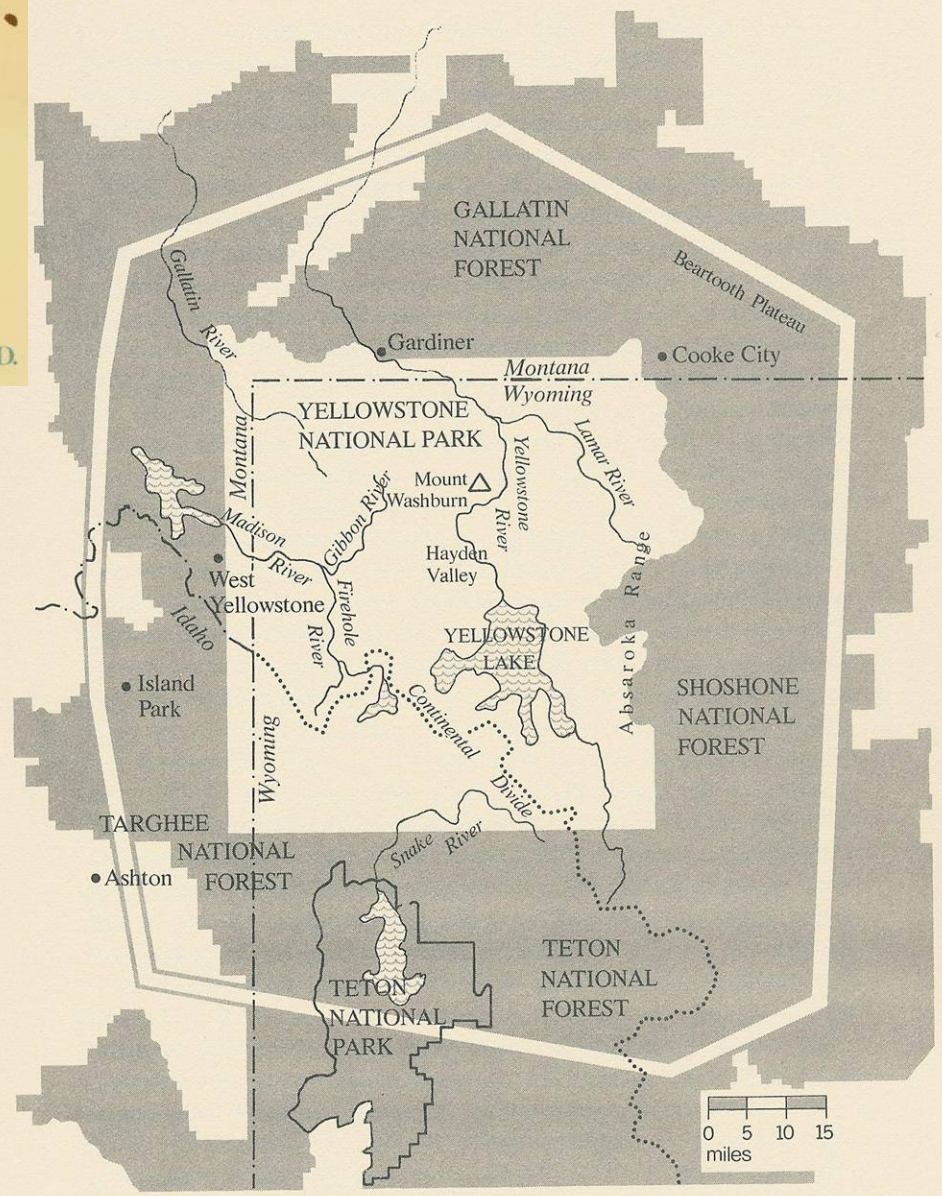 D.
GALLATIN
NATIONAL
FOREST
Beartooth Plateau
Gallatin
River
Gardiner
Cooke City
Montana
Wyoming
YELLOWSTONE
NATIONAL PARK
Montana
Lamar River
Yellowstone
River
Mount
Washburn
Gibbon River
Madison
River
Hayden
Valley
West
Yellowstone
Firehole
River
Idaho
YELLOWSTONE
LAKE
Absaroka Range
Island
Park
SHOSHONE
NATIONAL
FOREST
Continental
Divide
Wyoming
Snake River
TARGHEE
NATIONAL
FOREST
Ashton
TETON
NATIONAL
FOREST
TETON
NATIONAL
PARK
0 5 10 15
miles